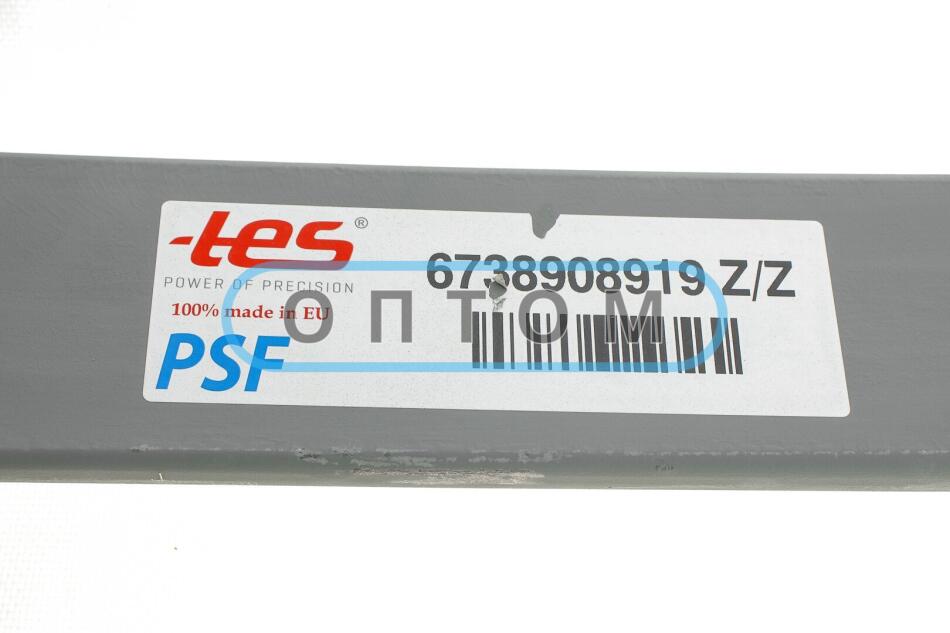 tes®
POWER OF PRECISION
100% made in EU
PSF
6738908919 Z/Z
ОПТОМ